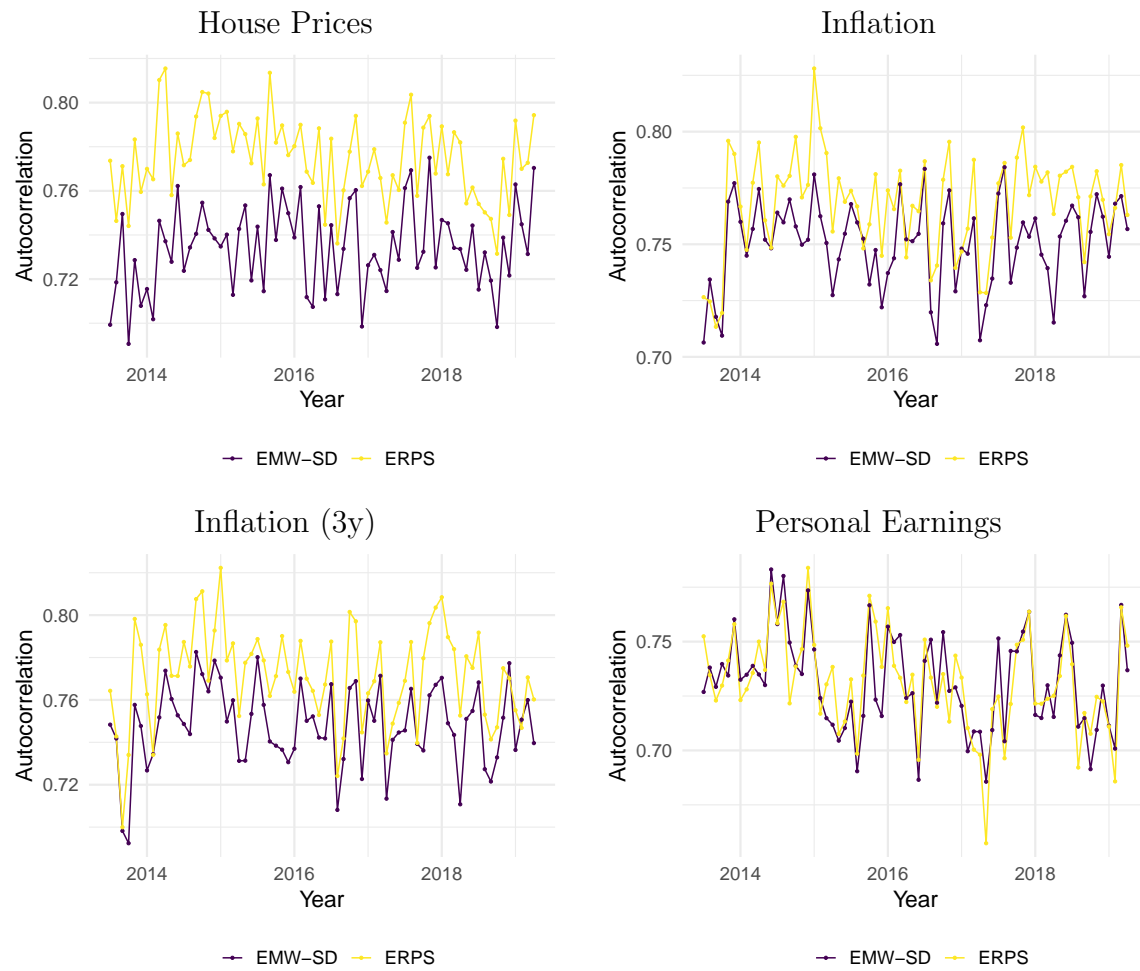 House Prices
Autocorrelation
0.80
0.76
0.72
2014 2016 2018
Year
EMW−SD ERPS
Inflation
Autocorrelation
0.80
0.75
0.70
2014 2016 2018
Year
EMW−SD ERPS
Inflation (3y)
Autocorrelation
0.80
0.76
0.72
2014 2016 2018
Year
EMW−SD ERPS
Personal Earnings
Autocorrelation
0.75
0.70
2014 2016 2018
Year
EMW−SD ERPS